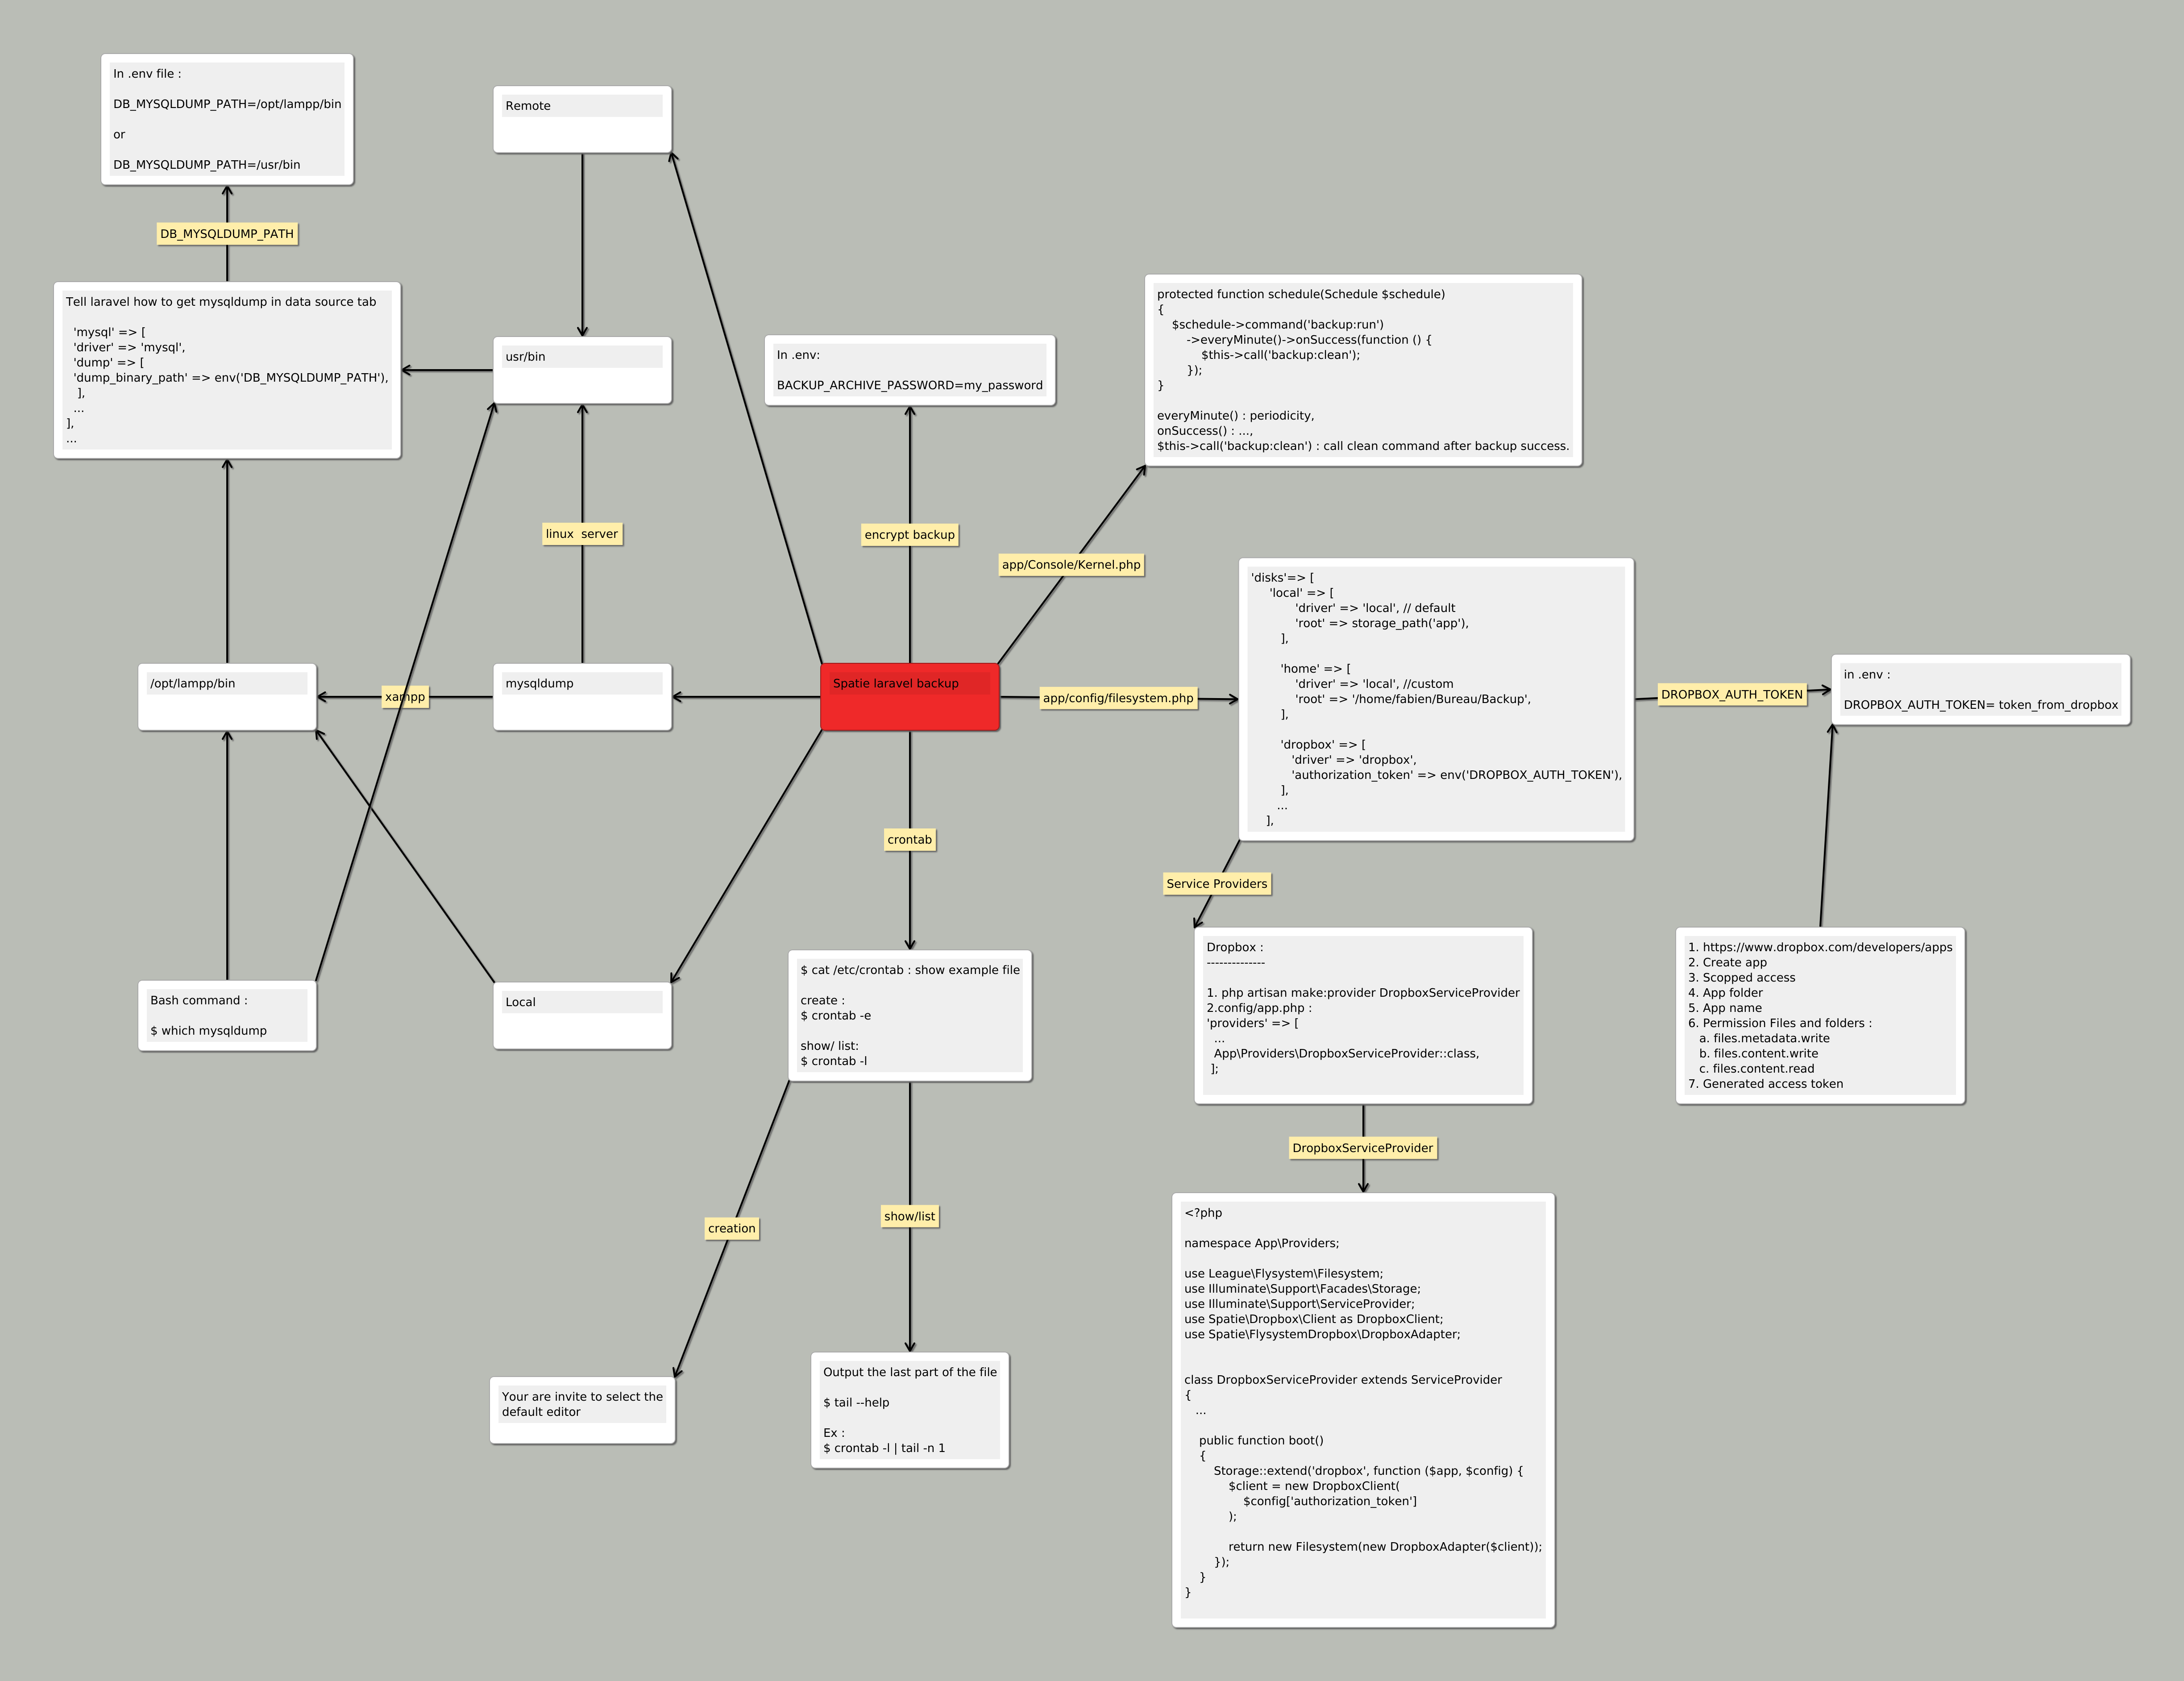 In .env file :
DB_MYSQLDUMP_PATH=/opt/lampp/bin
or
DB_MYSQLDUMP_PATH=/usr/bin
Remote
DB_MYSQLDUMP_PATH
Tell laravel how to get mysqldump in data source tab
'mysql' => [
'driver' => 'mysql',
'dump' => [
'dump_binary_path' => env('DB_MYSQLDUMP_PATH'),
],
...
],
...
usr/bin
In .env:
BACKUP_ARCHIVE_PASSWORD=my_password
protected function schedule(Schedule $schedule)
{
$schedule->command('backup:run')
->everyMinute()->onSuccess(function () {
$this->call('backup:clean');
});
}
everyMinute() : periodicity,
onSuccess() : ...,
$this->call('backup:clean') : call clean command after backup success.
linux  server
encrypt backup
app/Console/Kernel.php
/opt/lampp/bin
xampp
mysqldump
Spatie laravel backup
app/config/filesystem.php
'disks'=> [
'local' => [
'driver' => 'local', // default
'root' => storage_path('app'),
],
'home' => [
'driver' => 'local', //custom
'root' => '/home/fabien/Bureau/Backup',
],
'dropbox' => [
'driver' => 'dropbox',
'authorization_token' => env('DROPBOX_AUTH_TOKEN'),
],
...
],
DROPBOX_AUTH_TOKEN
in .env :
DROPBOX_AUTH_TOKEN= token_from_dropbox
crontab
Service Providers
Bash command :
$ which mysqldump
Local
$ cat /etc/crontab : show example file
create :
$ crontab -e
show/ list:
$ crontab -l
Dropbox :
--------------
1. php artisan make:provider DropboxServiceProvider
2.config/app.php :
'providers' => [
...
App\Providers\DropboxServiceProvider::class,
];
1. https://www.dropbox.com/developers/apps
2. Create app
3. Scopped access
4. App folder
5. App name
6. Permission Files and folders :
a. files.metadata.write
b. files.content.write
c. files.content.read
7. Generated access token
DropboxServiceProvider
creation
show/list
Your are invite to select the
default editor
Output the last part of the file
$ tail --help
Ex :
$ crontab -l | tail -n 1
<?php
namespace App\Providers;
use League\Flysystem\Filesystem;
use Illuminate\Support\Facades\Storage;
use Illuminate\Support\ServiceProvider;
use Spatie\Dropbox\Client as DropboxClient;
use Spatie\FlysystemDropbox\DropboxAdapter;
class DropboxServiceProvider extends ServiceProvider
{
...
public function boot()
{
Storage::extend('dropbox', function ($app, $config) {
$client = new DropboxClient(
$config['authorization_token']
);
return new Filesystem(new DropboxAdapter($client));
});
}
}